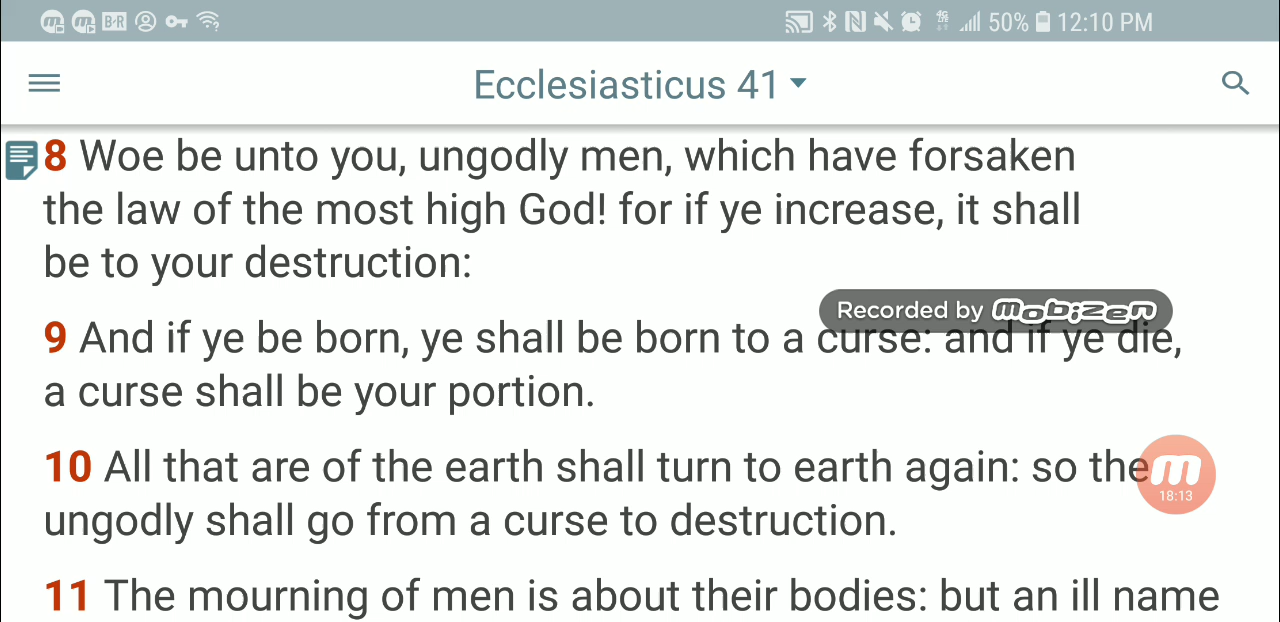 B·R 50% 12:10 PM
Ecclesiasticus 41
8 Woe be unto you, ungodly men, which have forsaken
the law of the most high God! for if ye increase, it shall
be to your destruction:
Recorded by mobizen
9 And if ye be born, ye shall be born to a curse: and if ye die,
a curse shall be your portion.
10 All that are of the earth shall turn to earth again: so the
m
18:13
ungodly shall go from a curse to destruction.
11 The mourning of men is about their bodies: but an ill name